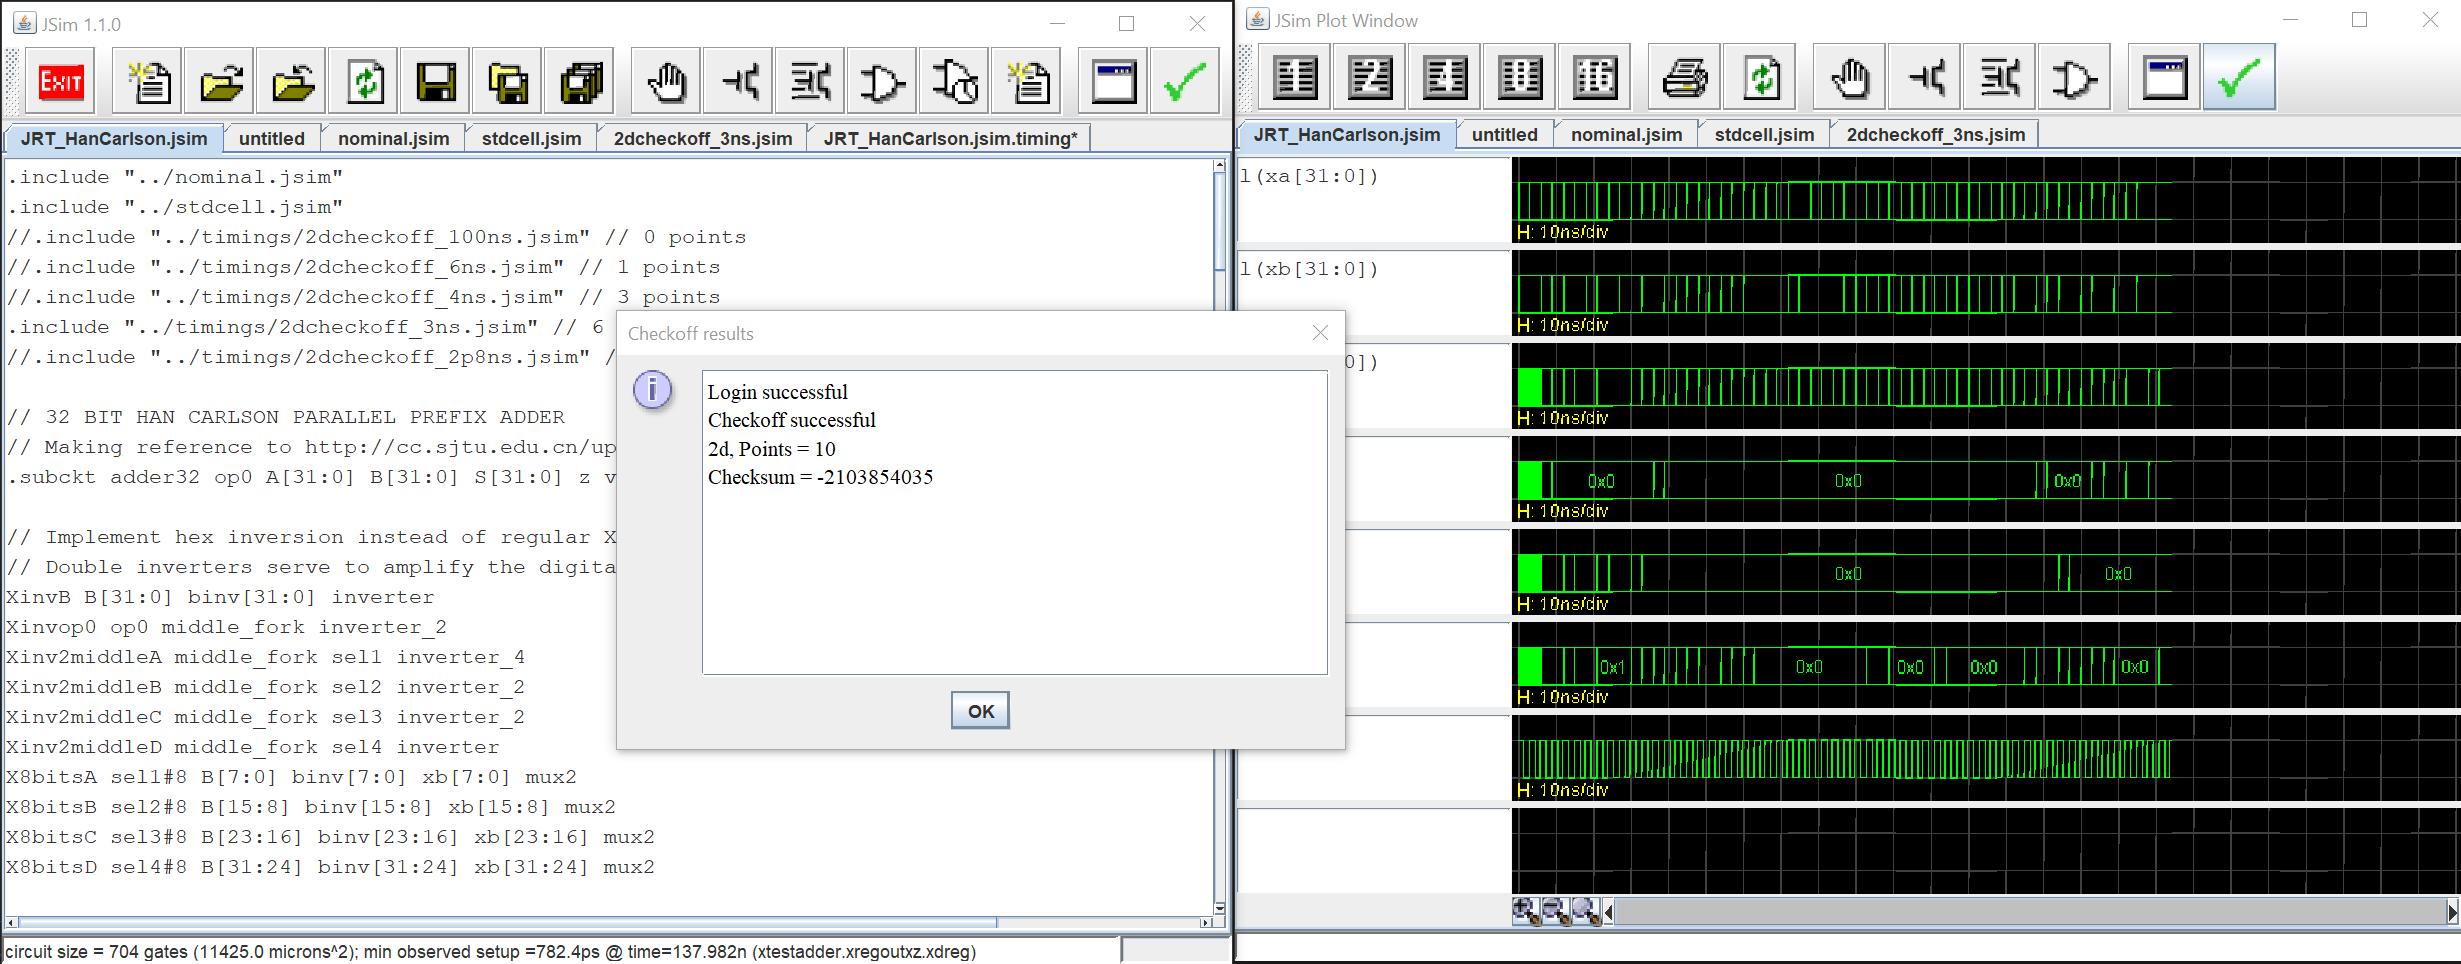 JSim 1.1.0
EXIT
JRT_HanCarlson.jsim untitled nominal.jsim stdcell.jsim 2dcheckoff_3ns.jsim JRT_HanCarlson.jsim.timing*
.include "../nominal.jsim"
.include "../stdcell.jsim"
//.include "../timings/2dcheckoff_100ns.jsim" // 0 points
//.include "../timings/2dcheckoff_6ns.jsim" // 1 points
//.include "../timings/2dcheckoff_4ns.jsim" // 3 points
.include "../timings/2dcheckoff_3ns.jsim" // 6
//.include "../timings/2dcheckoff_2p8ns.jsim" /
// 32 BIT HAN CARLSON PARALLEL PREFIX ADDER
// Making reference to http://cc.sjtu.edu.cn/up
.subckt adder32 op0 A[31:0] B[31:0] S[31:0] z v
// Implement hex inversion instead of regular X
// Double inverters serve to amplify the digita
XinvB B[31:0] binv[31:0] inverter
Xinvop0 op0 middle_fork inverter_2
Xinv2middleA middle_fork sel1 inverter_4
Xinv2middleB middle_fork sel2 inverter_2
Xinv2middleC middle_fork sel3 inverter_2
Xinv2middleD middle_fork sel4 inverter
X8bitsA sel1#8 B[7:0] binv[7:0] xb[7:0] mux2
X8bitsB sel2#8 B[15:8] binv[15:8] xb[15:8] mux2
X8bitsC sel3#8 B[23:16] binv[23:16] xb[23:16] mux2
X8bitsD sel4#8 B[31:24] binv[31:24] xb[31:24] mux2
circuit size = 704 gates (11425.0 microns^2); min observed setup =782.4ps @ time=137.982n (xtestadder.xregoutxz.xdreg)
Checkoff results
Login successful
Checkoff successful
2d, Points = 10
Checksum = -2103854035
OK
JSim Plot Window
1 2 4 8 16
JRT_HanCarlson.jsim untitled nominal.jsim stdcell.jsim 2dcheckoff_3ns.jsim
l(xa[31:0])
H: 10ns/div
l(xb[31:0])
H: 10ns/div
0])
H: 10ns/div
0x0 0x0 0x0
H: 10ns/div
0x0 0x0
H: 10ns/div
0x1 0x0 0x0 0x0 0x0
H: 10ns/div
H: 10ns/div